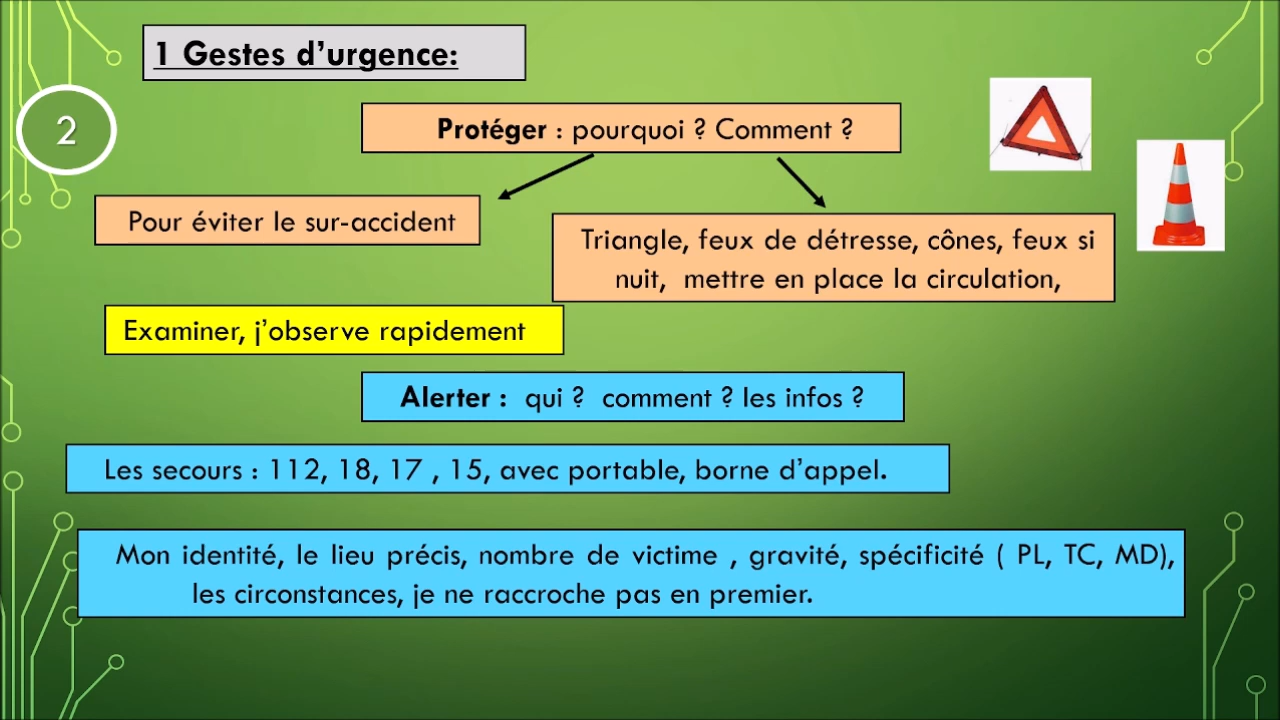 1 Gestes d’urgence:
2
Protéger : pourquoi ? Comment ?
Pour éviter le sur-accident
Triangle, feux de détresse, cônes, feux si
nuit, mettre en place la circulation,
Examiner, j’observe rapidement
Alerter : qui ? comment ? les infos ?
Les secours : 112, 18, 17 , 15, avec portable, borne d’appel.
Mon identité, le lieu précis, nombre de victime , gravité, spécificité ( PL, TC, MD),
les circonstances, je ne raccroche pas en premier.